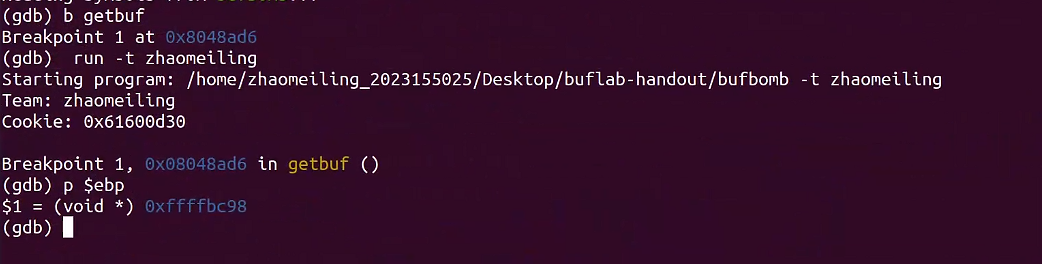 (gdb) b getbuf
Breakpoint 1 at 0x8048ad6
(gdb)  run -t zhaomeiling
Starting program: /home/zhaomeiling_2023155025/Desktop/buflab-handout/bufbomb -t zhaomeiling
Team: zhaomeiling
Cookie: 0x61600d30
Breakpoint 1, 0x08048ad6 in getbuf ()
(gdb) p $ebp
$1 = (void *) 0xffffbc98
(gdb)